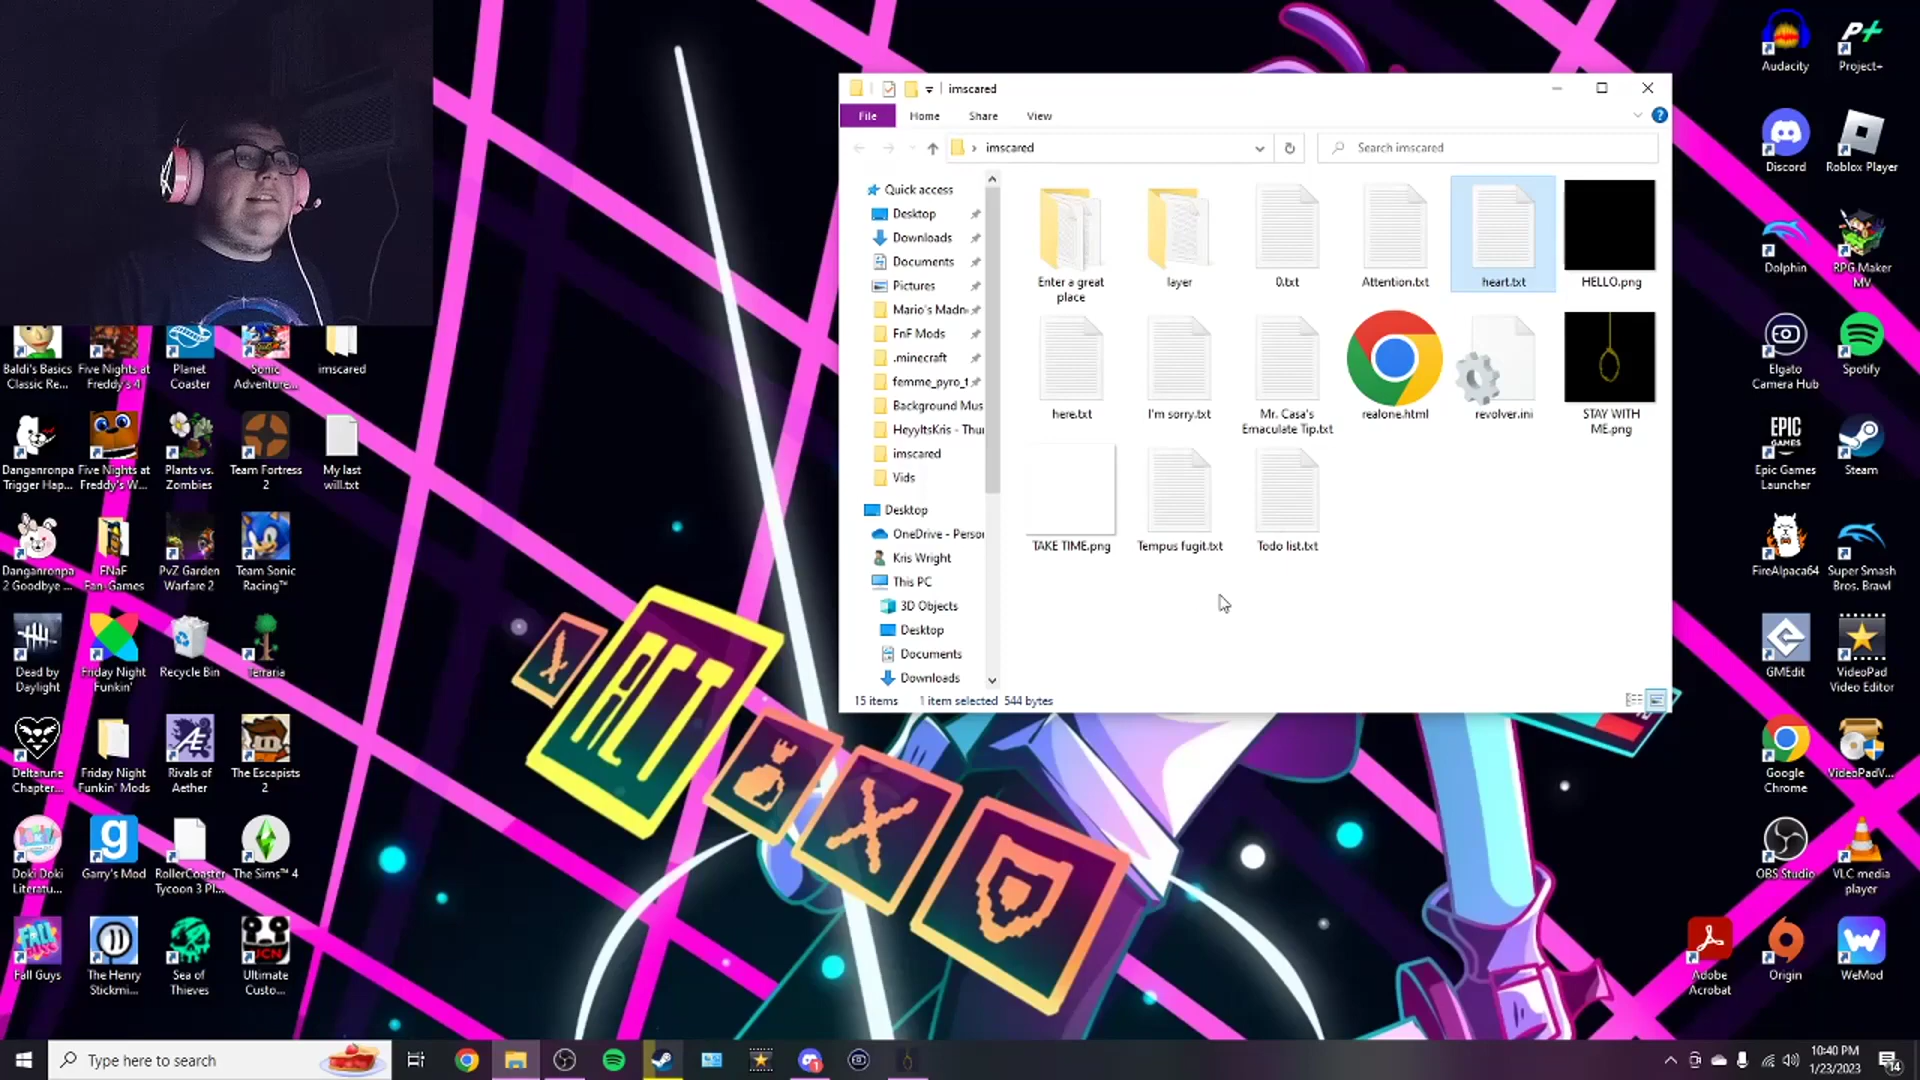 imscared
File
Home
Share
View
imscared
Search imscared
Quick access
Desktop
Downloads
Documents
Pictures
Mario's Madn
FnF Mods
.minecraft
femme_pyro_t
Background Mus
HeyyItsKris - Thu
imscared
Vids
Desktop
OneDrive - Person
Kris Wright
This PC
3D Objects
Desktop
Documents
Downloads
Enter a great
place
layer
0.txt
Attention.txt
heart.txt
HELLO.png
here.txt
I'm sorry.txt
Mr. Casa's
Emaculate Tip.txt
realone.html
revolver.ini
STAY WITH
ME.png
TAKE TIME.png
Tempus fugit.txt
Todo list.txt
15 items
1 item selected 544 bytes
Baldi's Basics
Classic Re...
Five Nights at
Freddy's 4
Planet
Coaster
Sonic
Adventure...
imscared
Danganronpa
Trigger Hap...
Five Nights at
Freddy's W...
Plants vs.
Zombies
Team Fortress
2
My last
will.txt
Danganronpa
2 Goodbye ...
FNaF
Fan-Games
PvZ Garden
Warfare 2
Team Sonic
Racing™
Dead by
Daylight
Friday Night
Funkin'
Recycle Bin
Terraria
Deltarune
Chapter...
Friday Night
Funkin' Mods
Rivals of
Aether
The Escapists
2
Doki Doki
Literatu...
Garry's Mod
RollerCoaster
Tycoon 3 Pl...
The Sims™ 4
Fall Guys
The Henry
Stickmi...
Sea of
Thieves
Ultimate
Custo...
ACT
Audacity
Project+
Discord
Roblox Player
Dolphin
RPG Maker
MV
Elgato
Camera Hub
Spotify
Epic Games
Launcher
Steam
FireAlpaca64
Super Smash
Bros. Brawl
GMEdit
VideoPad
Video Editor
Google
Chrome
VideoPadV...
OBS Studio
VLC media
player
Adobe
Acrobat
Origin
WeMod
Type here to search
10:40 PM
1/23/2023
14